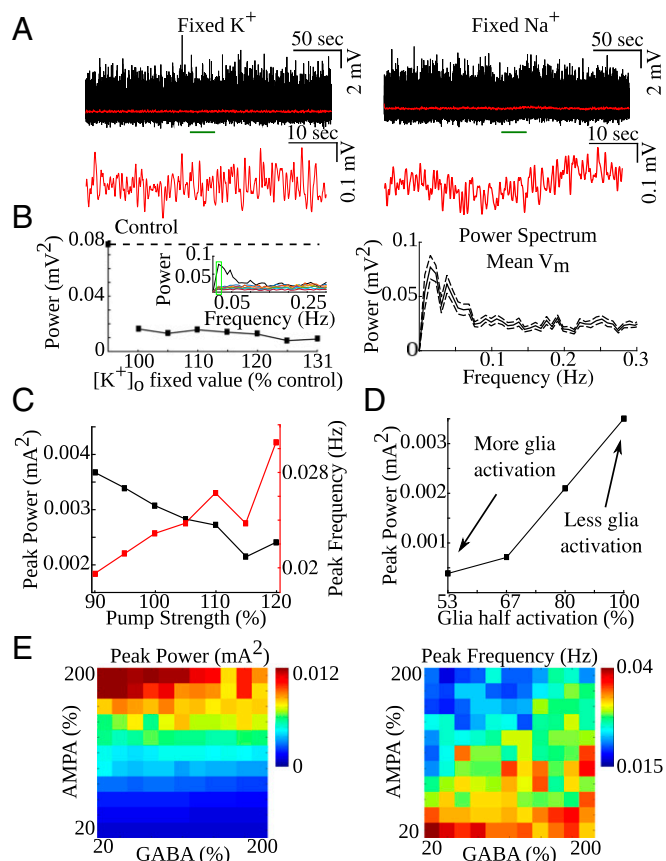 A
Fixed K+
50 sec
2 mV
10 sec
0.1 mV
Fixed Na+
50 sec
2 mV
10 sec
0.1 mV
B
Control
Power (mV2)
0.08
0.04
0
100 110 120 131
[K+]o fixed value (% control)
Power
0.1
0.05
0.05 0.25
Frequency (Hz)
Power Spectrum
Mean Vm
Power (mV2)
0.1
0.05
0
0.1 0.2 0.3
Frequency (Hz)
C
Peak Power (mA2)
0.004
0.003
0.002
90 100 110 120
Pump Strength (%)
0.028
0.02
Peak Frequency (Hz)
D
Peak Power (mA2)
0.003
0.002
0.001
More glia
activation
Less glia
activation
53 67 80 100
Glia half activation (%)
E
Peak Power (mA2)
200
20
AMPA (%)
20 200
GABA (%)
0.012
0
Peak Frequency (Hz)
200
20
AMPA (%)
20 200
GABA (%)
0.04
0.015